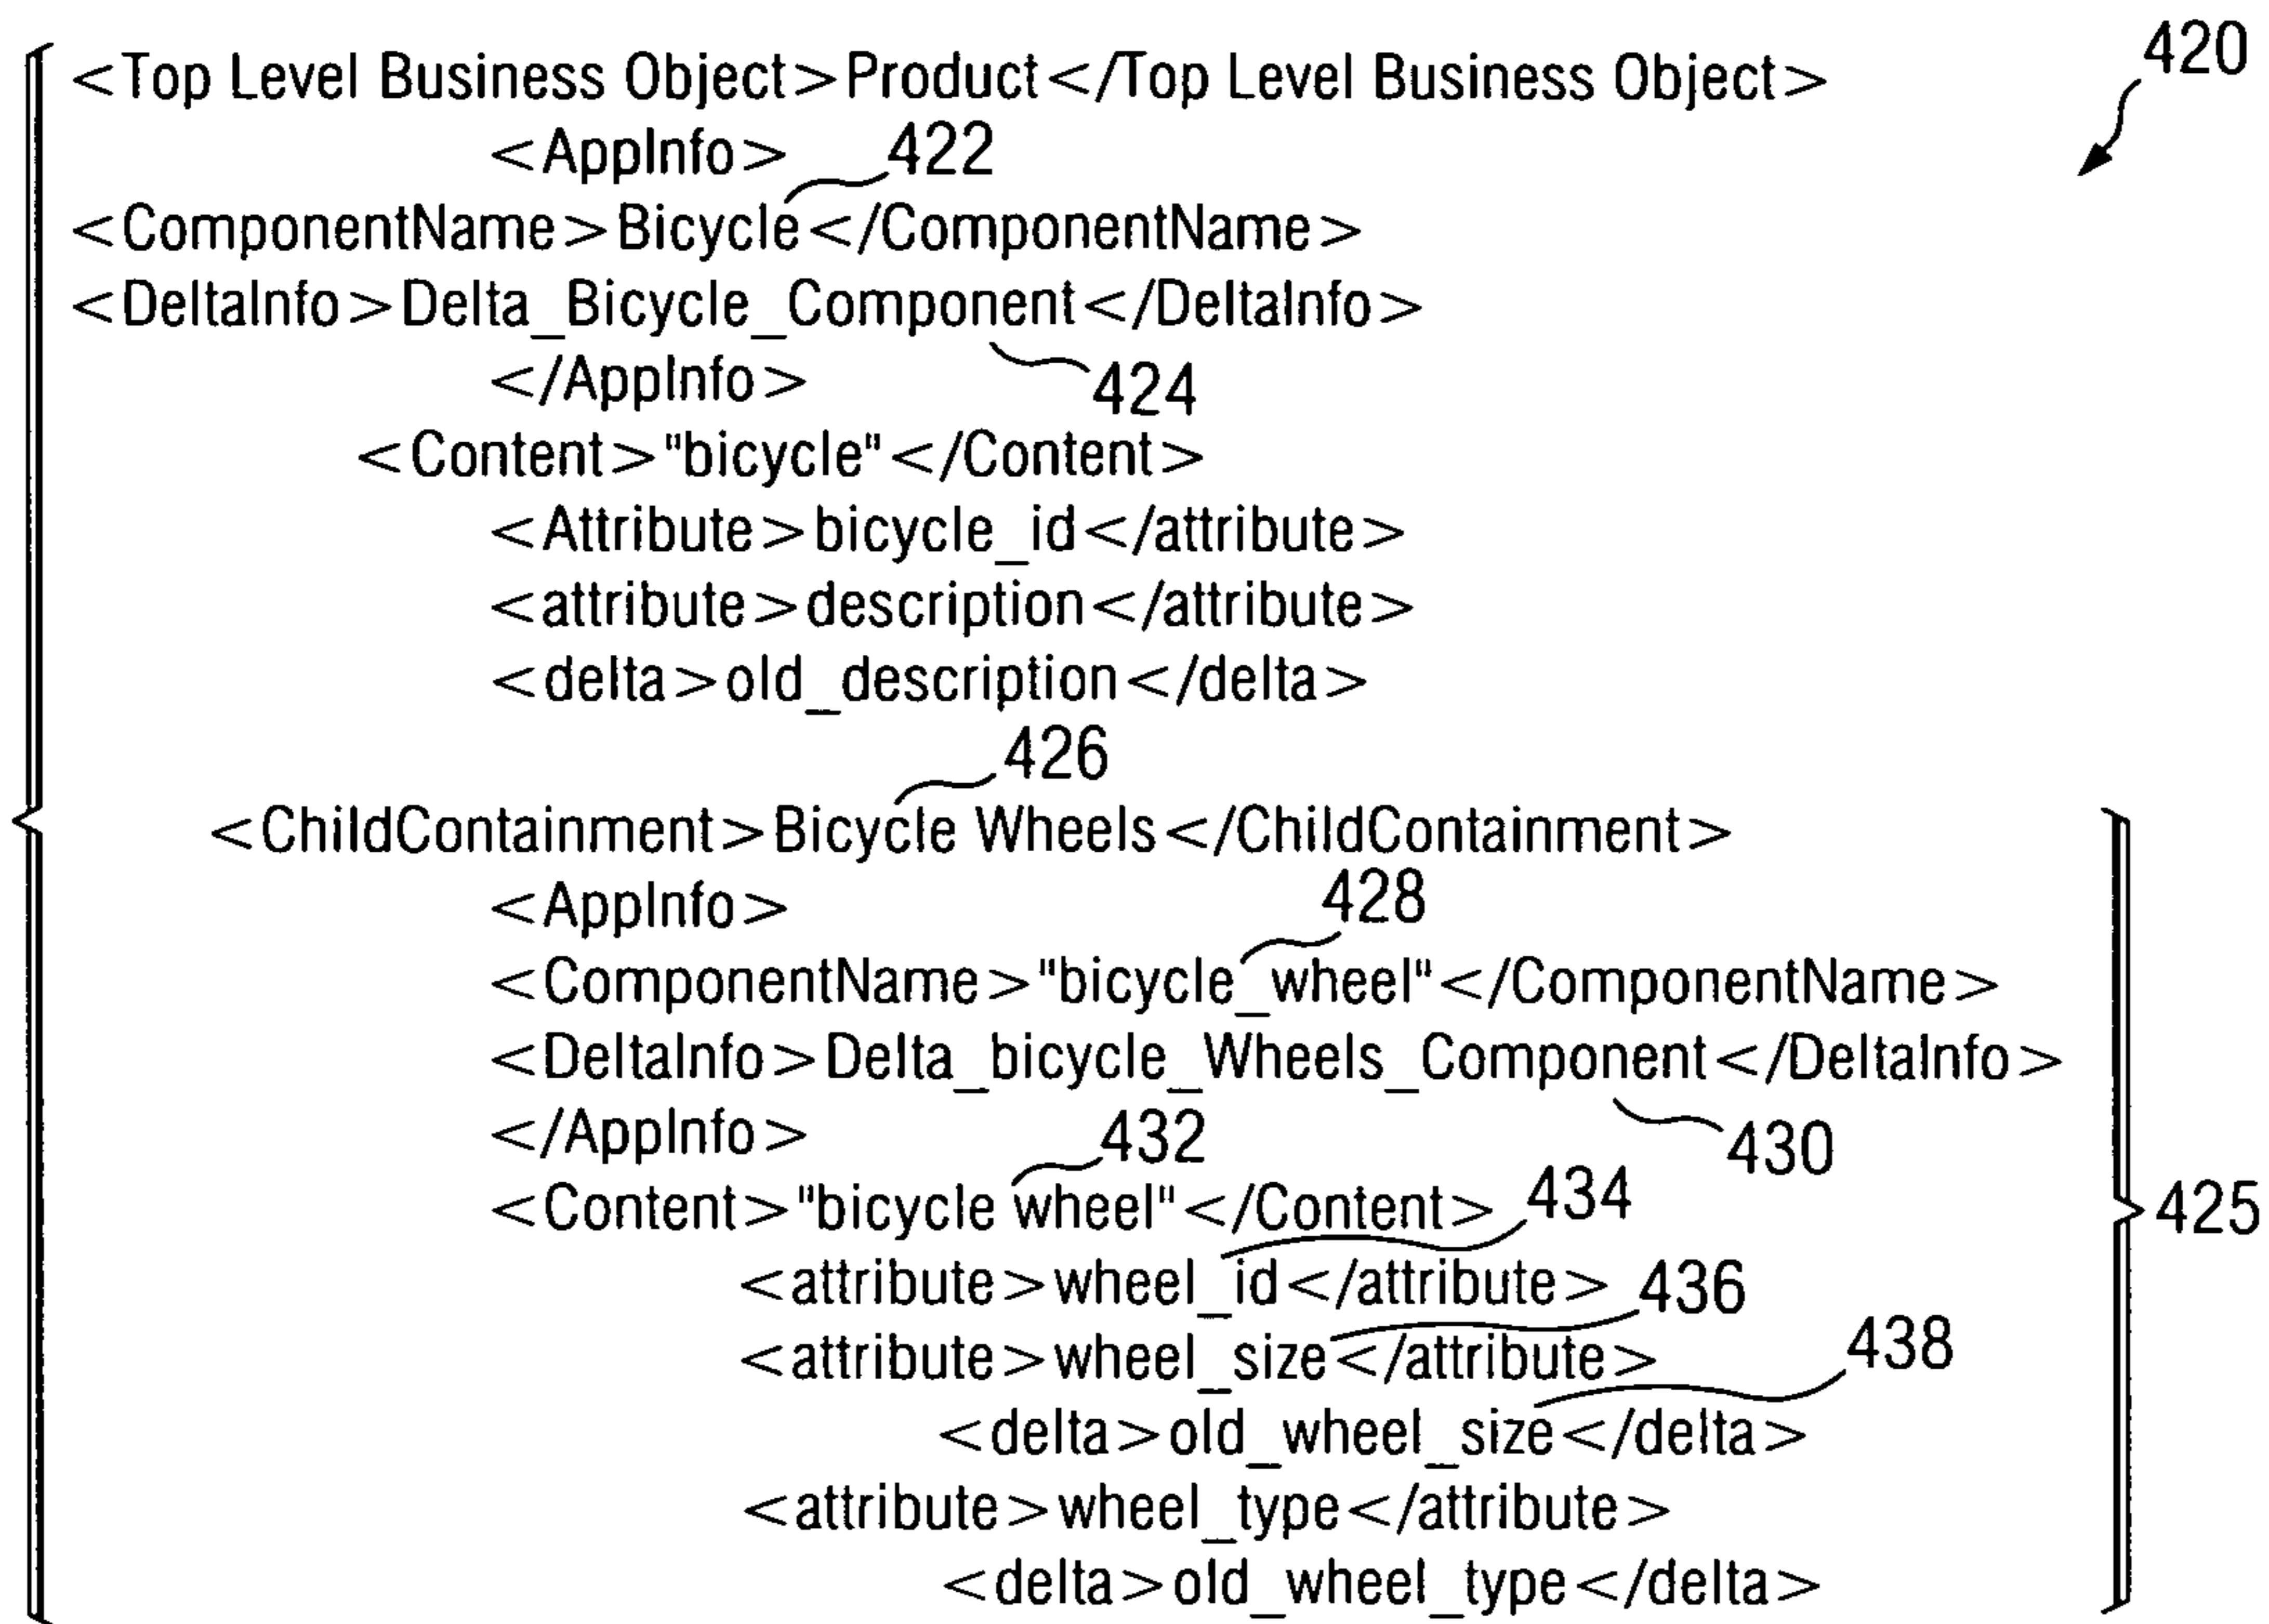 420
<Top Level Business Object>Product</Top Level Business Object>
<AppInfo> 422
<ComponentName>Bicycle</ComponentName>
<DeltaInfo>Delta_Bicycle_Component</DeltaInfo>
</AppInfo> 424
<Content>"bicycle"</Content>
<Attribute>bicycle_id</attribute>
<attribute>description</attribute>
<delta>old_description</delta>
426
<ChildContainment>Bicycle Wheels</ChildContainment>
<AppInfo> 428
<ComponentName>"bicycle_wheel"</ComponentName>
<DeltaInfo>Delta_bicycle_Wheels_Component</DeltaInfo>
</AppInfo> 432 430
<Content>"bicycle wheel"</Content> 434 425
<attribute>wheel_id</attribute> 436
<attribute>wheel_size</attribute> 438
<delta>old_wheel_size</delta>
<attribute>wheel_type</attribute>
<delta>old_wheel_type</delta>